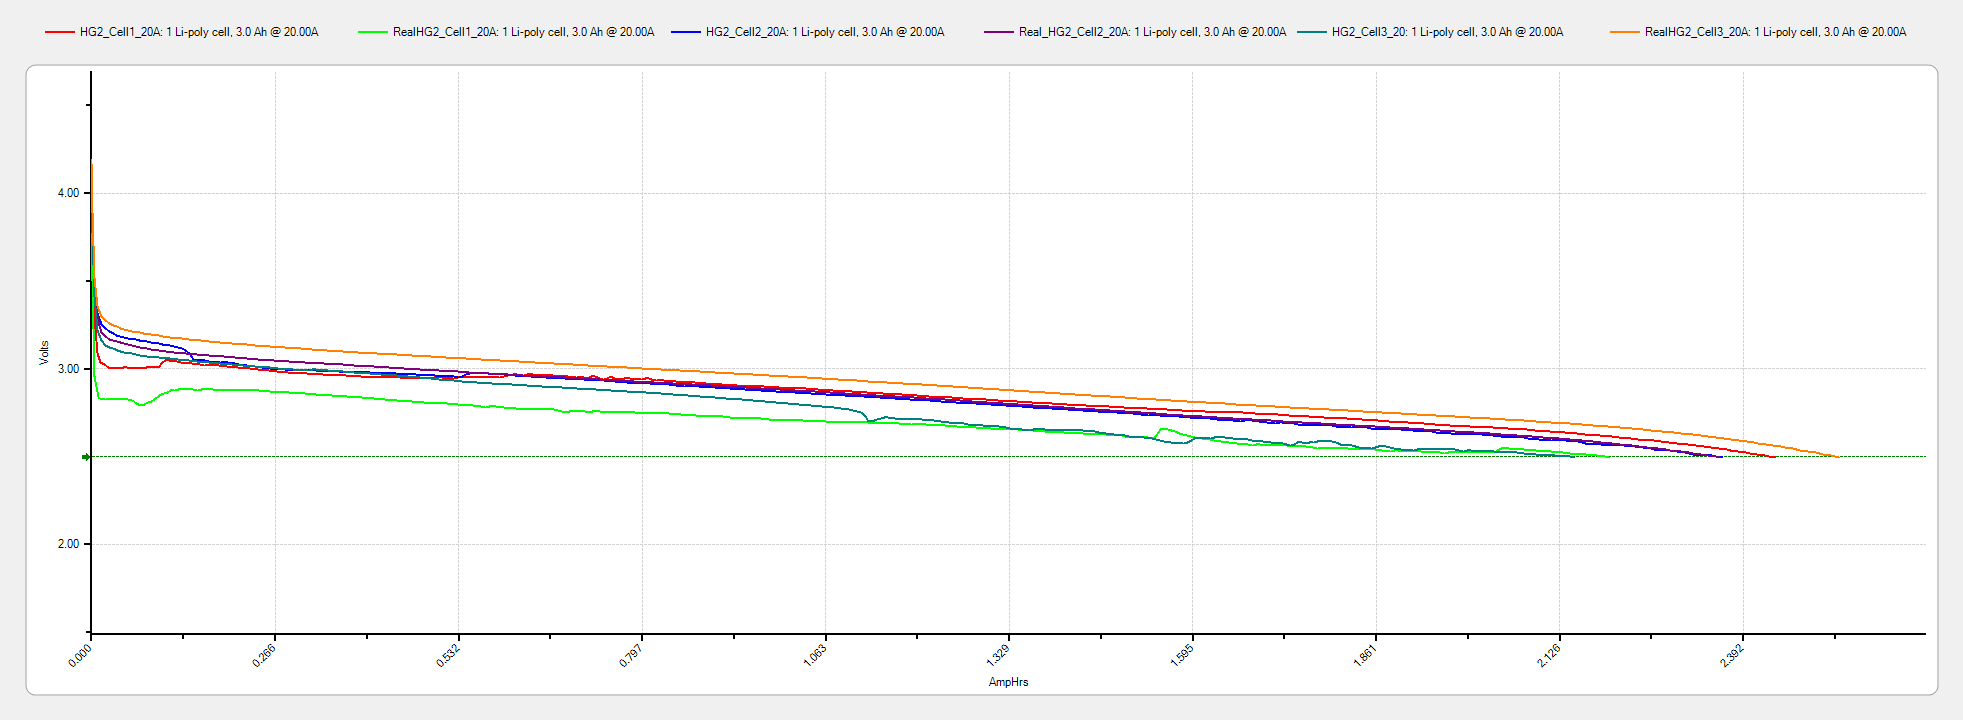 HG2_Cell1_20A: 1 Li-poly cell, 3.0 Ah @ 20.00A RealHG2_Cell1_20A: 1 Li-poly cell, 3.0 Ah @ 20.00A HG2_Cell2_20A: 1 Li-poly cell, 3.0 Ah @ 20.00A Real_HG2_Cell2_20A: 1 Li-poly cell, 3.0 Ah @ 20.00A HG2_Cell3_20: 1 Li-poly cell, 3.0 Ah @ 20.00A RealHG2_Cell3_20A: 1 Li-poly cell, 3.0 Ah @ 20.00A
4.00
Volts
3.00
2.00
0.000 0.266 0.532 0.797 1.063 1.329 1.595 1.861 2.126 2.392
AmpHrs